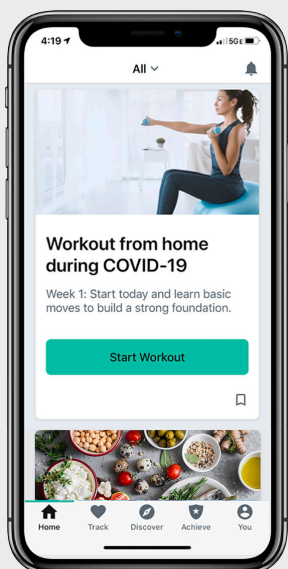 4:19
5GE
All
Workout from home
during COVID-19
Week 1: Start today and learn basic
moves to build a strong foundation.
Start Workout
Home Track Discover Achieve You